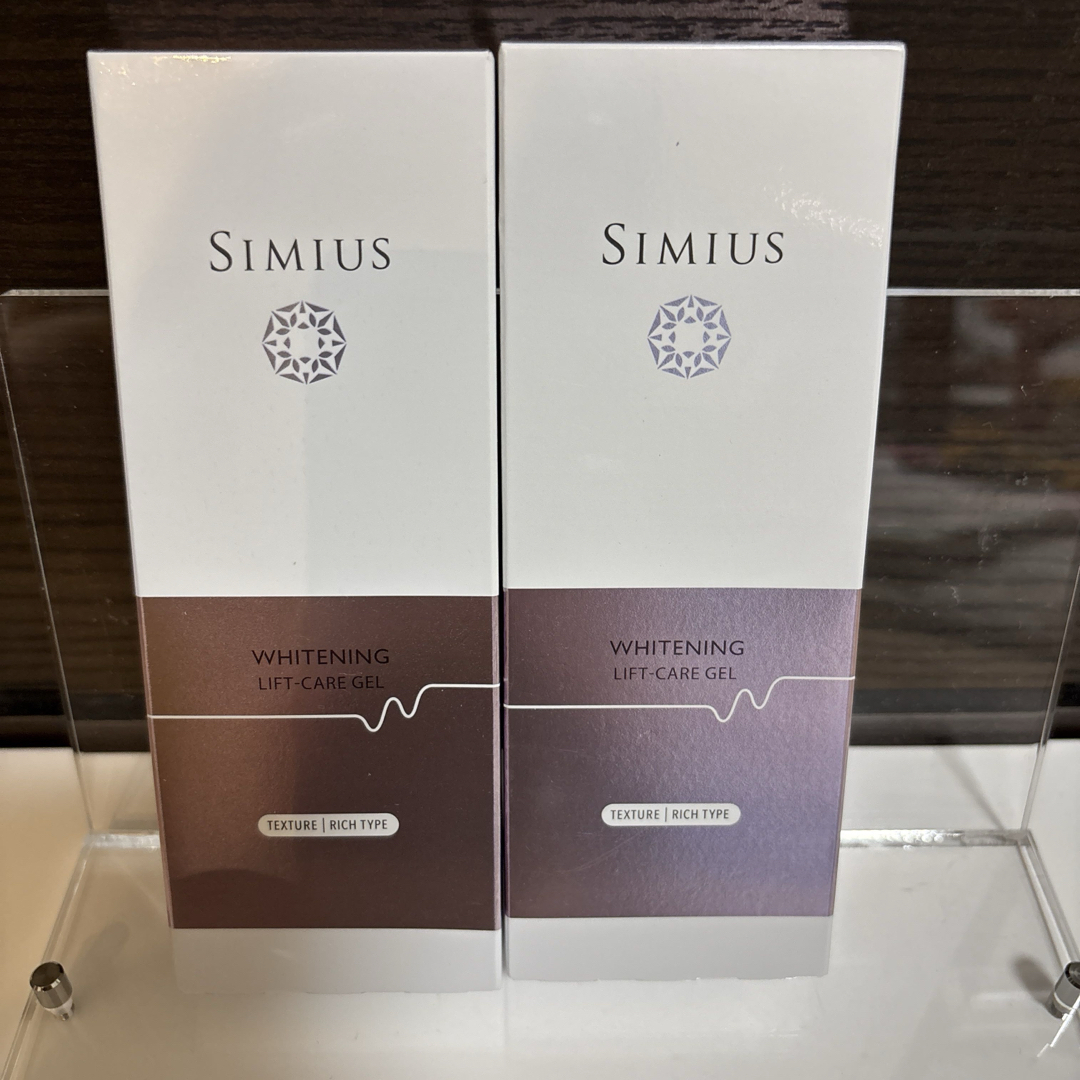 SIMIUS
WHITENING
LIFT-CARE GEL
TEXTURE | RICH TYPE
SIMIUS
WHITENING
LIFT-CARE GEL
TEXTURE | RICH TYPE